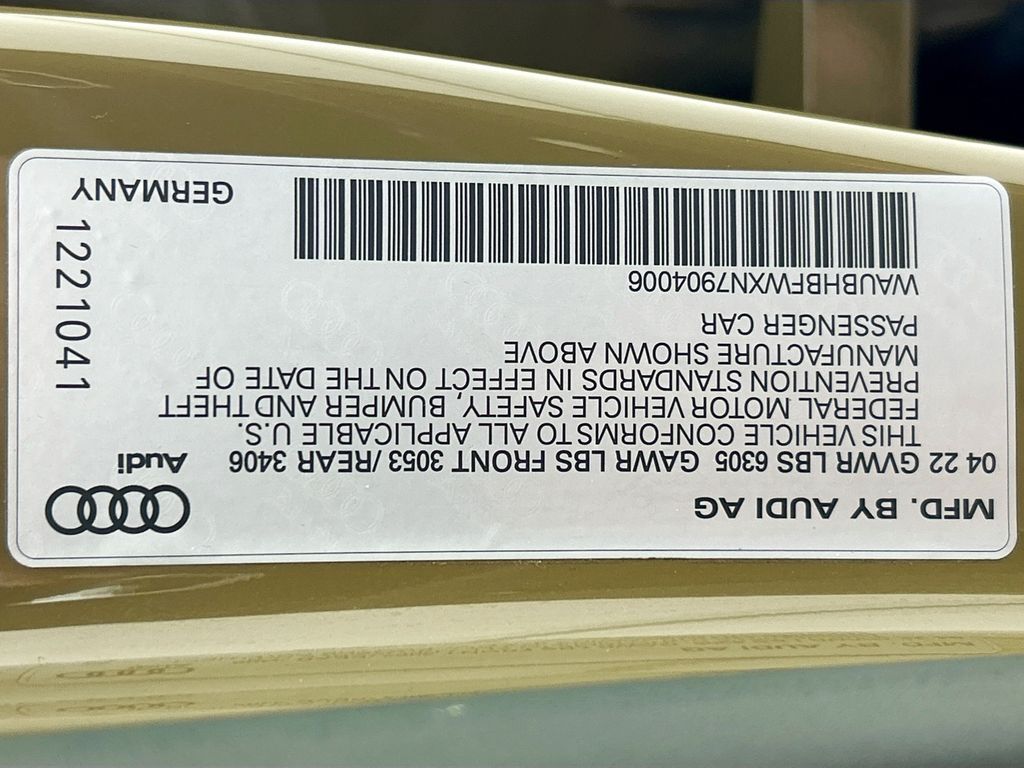 MFD. BY AUDI AG
Audi
04 22 GVWR LBS 6305 GAWR LBS FRONT 3053 / REAR 3406
THIS VEHICLE CONFORMS TO ALL APPLICABLE U.S.
FEDERAL MOTOR VEHICLE SAFETY, BUMPER AND THEFT
PREVENTION STANDARDS IN EFFECT ON THE DATE OF
MANUFACTURE SHOWN ABOVE
PASSENGER CAR
WAUBHBFWXN7904006
GERMANY
1221041